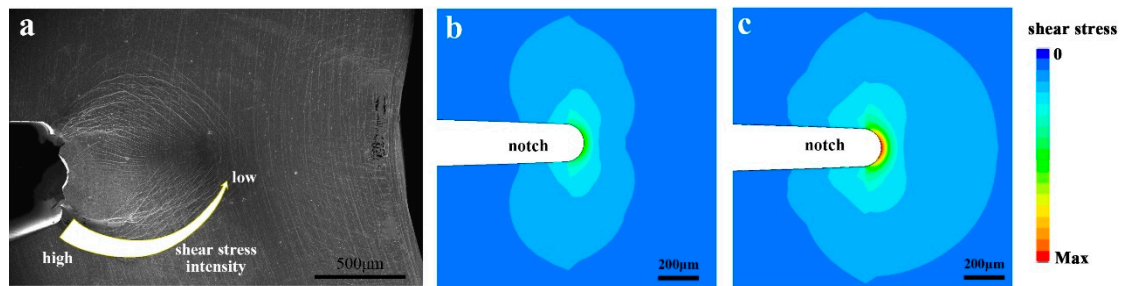 a
low
high
shear stress
intensity
500μm
b
notch
200μm
c
notch
200μm
shear stress
0
Max